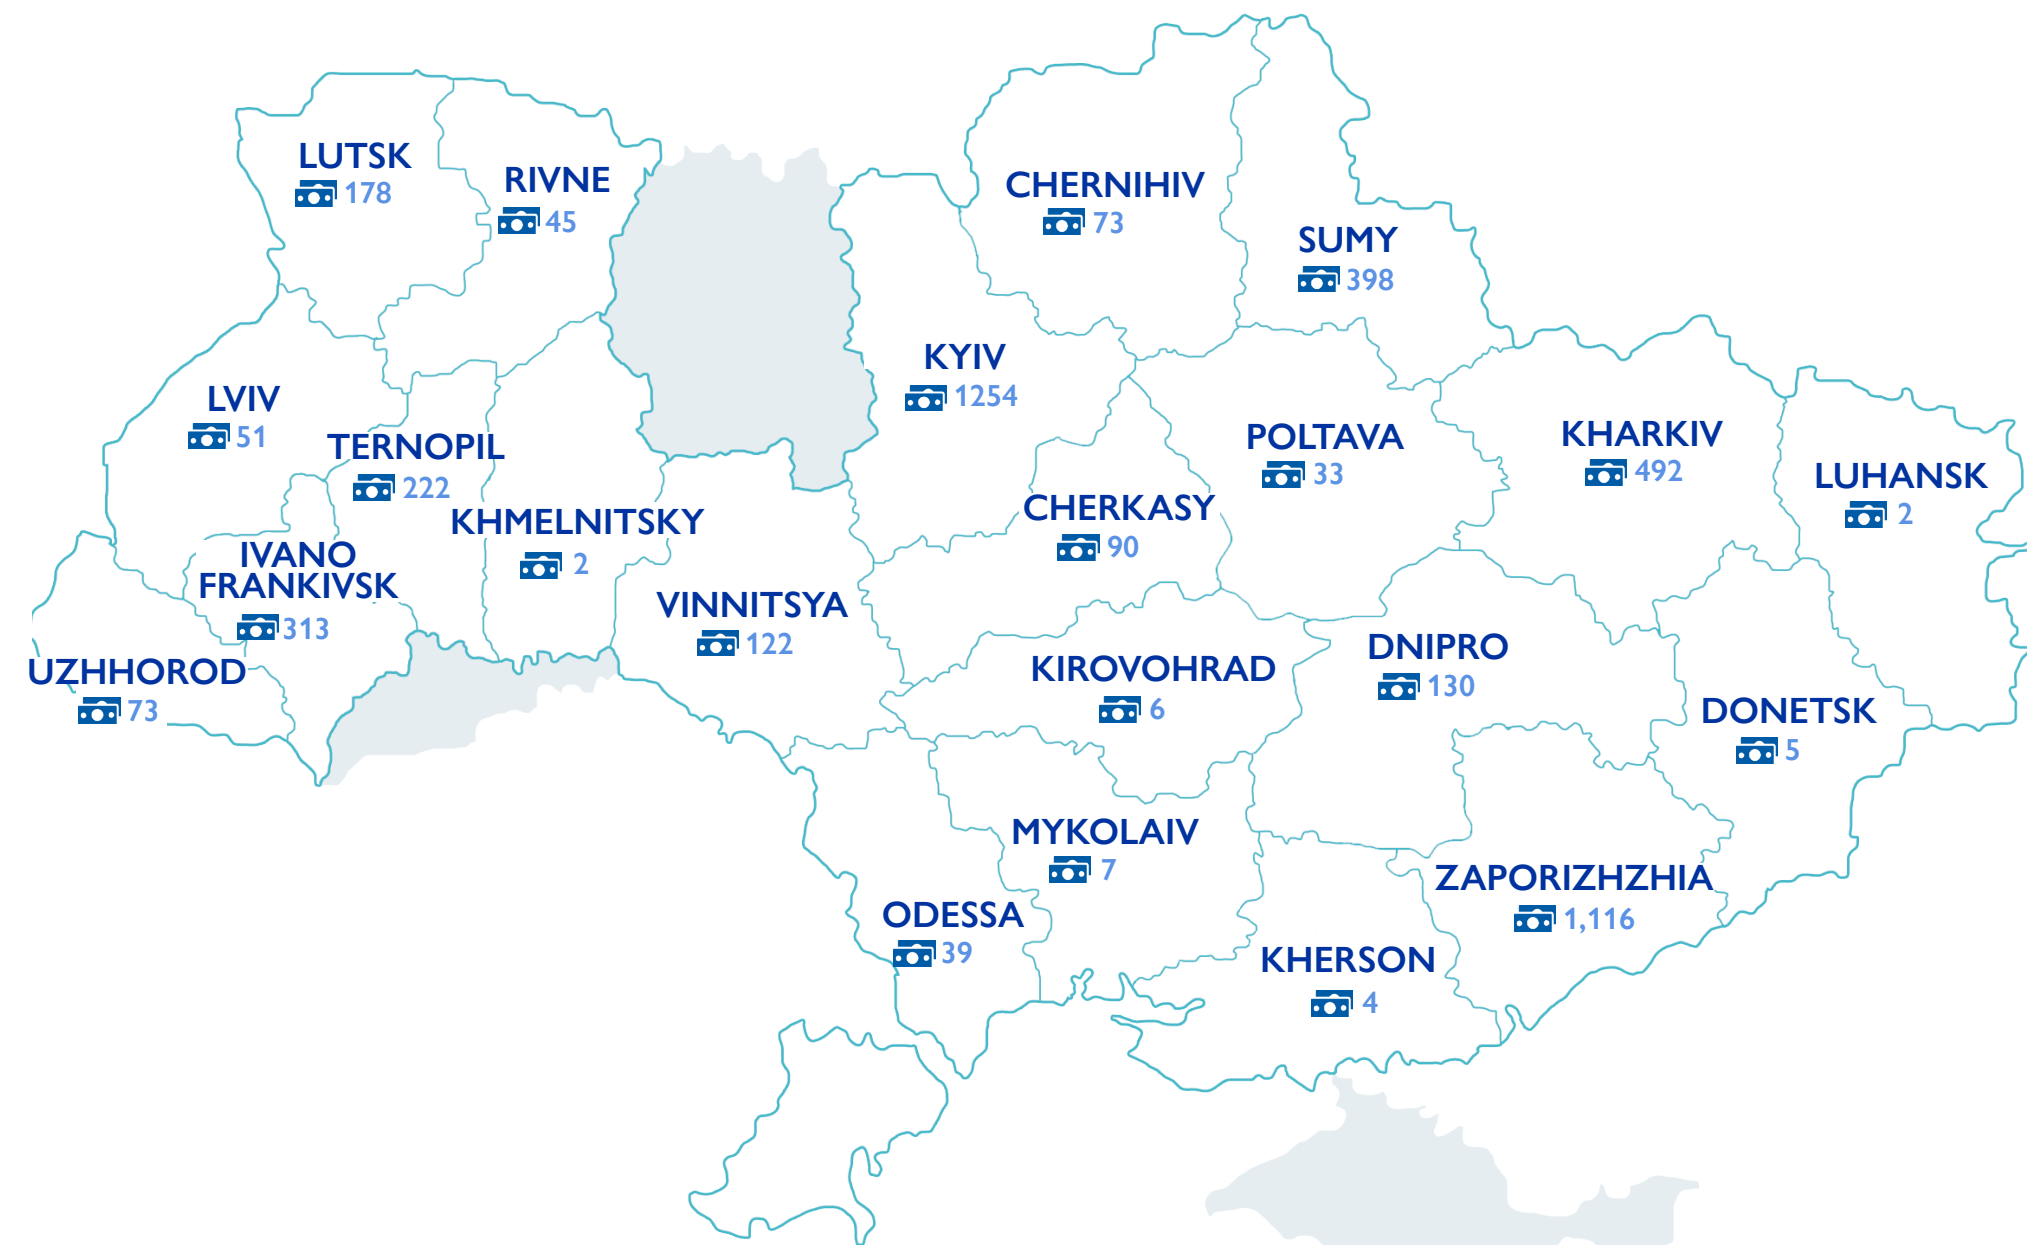 LUTSK
178
RIVNE
45
CHERNIHIV
73
SUMY
398
KYIV
1254
LVIV
51
TERNOPIL
222
POLTAVA
33
KHARKIV
492
LUHANSK
2
KHMELNITSKY
2
CHERKASY
90
IVANO
FRANKIVSK
313
VINNITSYA
122
UZHHOROD
73
KIROVOHRAD
6
DNIPRO
130
DONETSK
5
MYKOLAIV
7
ZAPORIZHZHIA
1,116
ODESSA
39
KHERSON
4